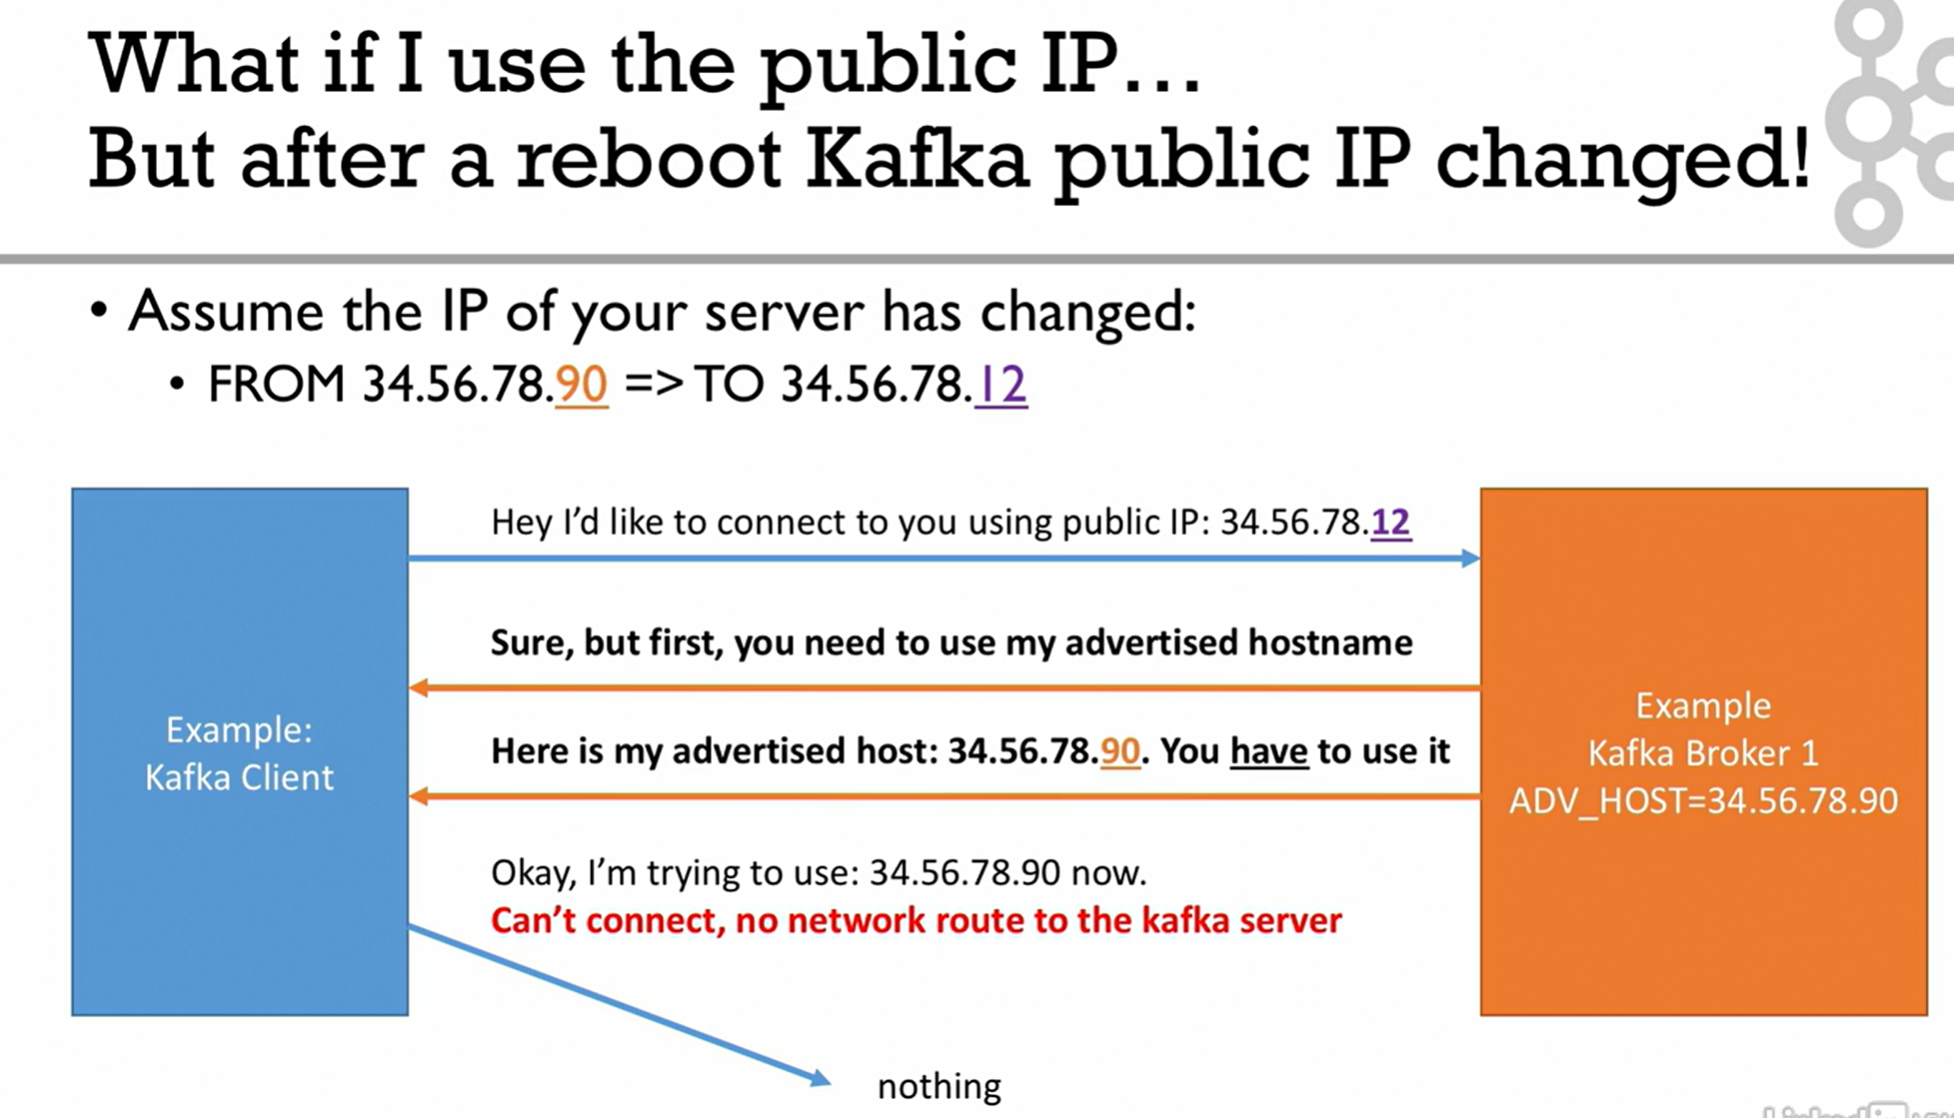 What if I use the public IP...
But after a reboot Kafka public IP changed!
• Assume the IP of your server has changed:
• FROM 34.56.78.90 => TO 34.56.78.12
Hey I'd like to connect to you using public IP: 34.56.78.12
Sure, but first, you need to use my advertised hostname
Here is my advertised host: 34.56.78.90. You have to use it
Okay, I'm trying to use: 34.56.78.90 now.
Can't connect, no network route to the kafka server
nothing
Example:
Kafka Client
Example
Kafka Broker 1
ADV_HOST=34.56.78.90